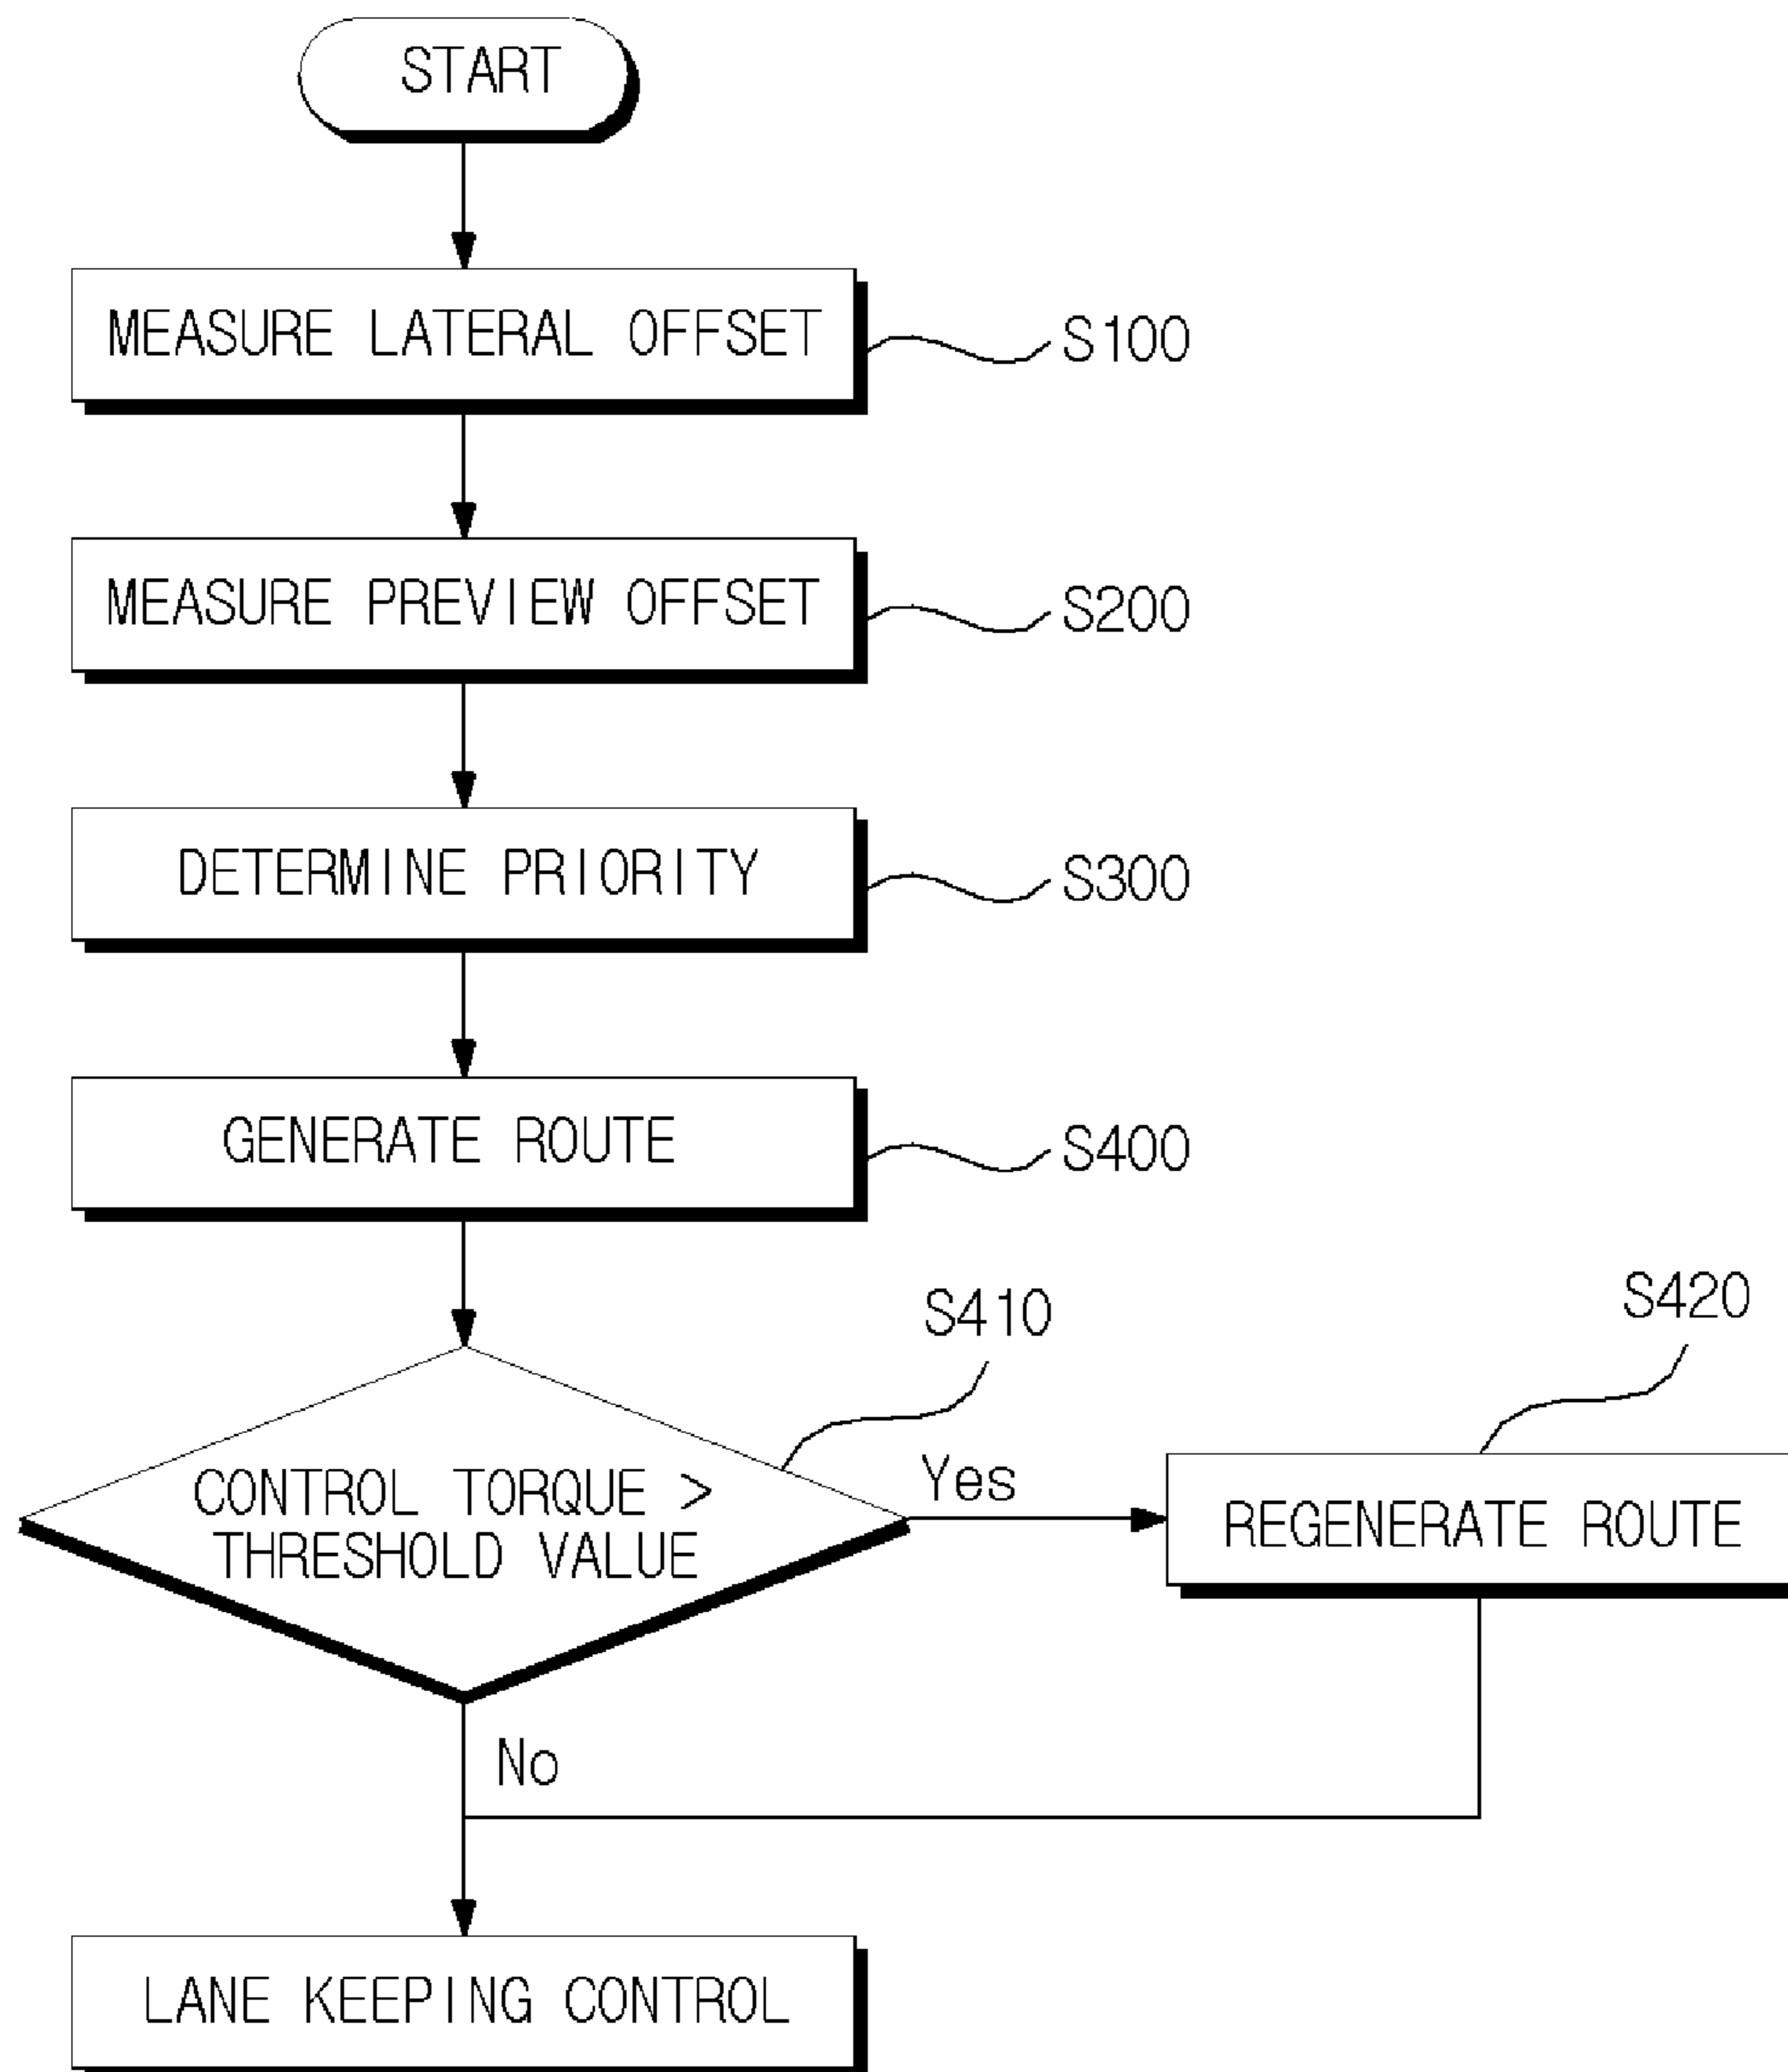 START
MEASURE LATERAL OFFSET
S100
MEASURE PREVIEW OFFSET
S200
DETERMINE PRIORITY
S300
GENERATE ROUTE
S400
S410
S420
CONTROL TORQUE >
THRESHOLD VALUE
Yes
REGENERATE ROUTE
No
LANE KEEPING CONTROL